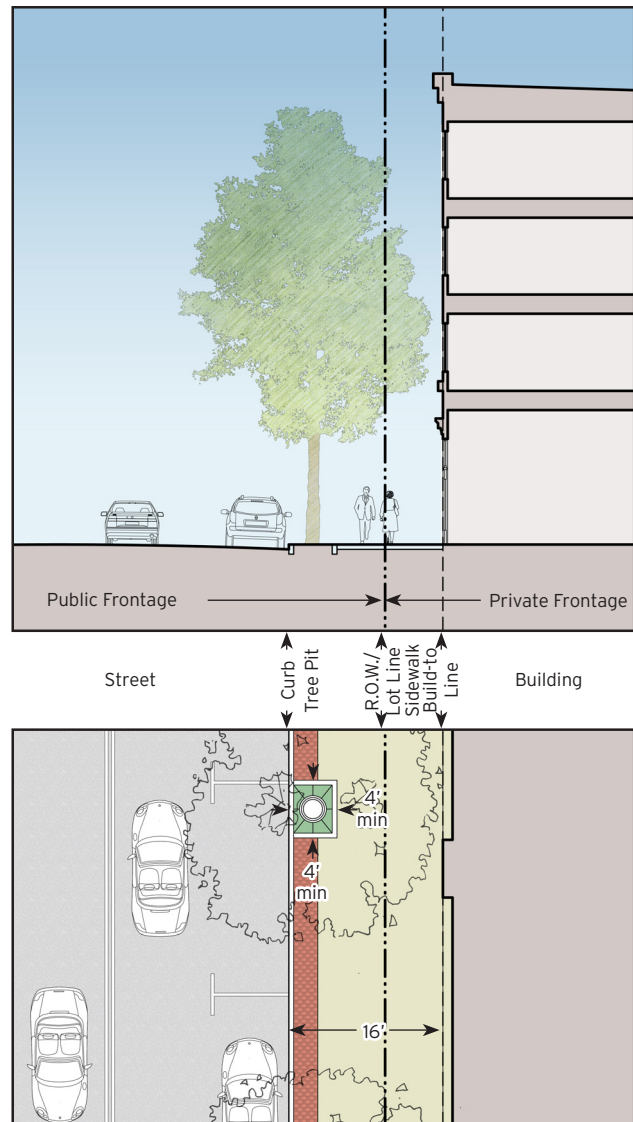 Public Frontage
Private Frontage
Street
Curb
Tree Pit
R.O.W./
Lot Line
Sidewalk
Build-to
Line
Building
4'
min
4'
min
16'